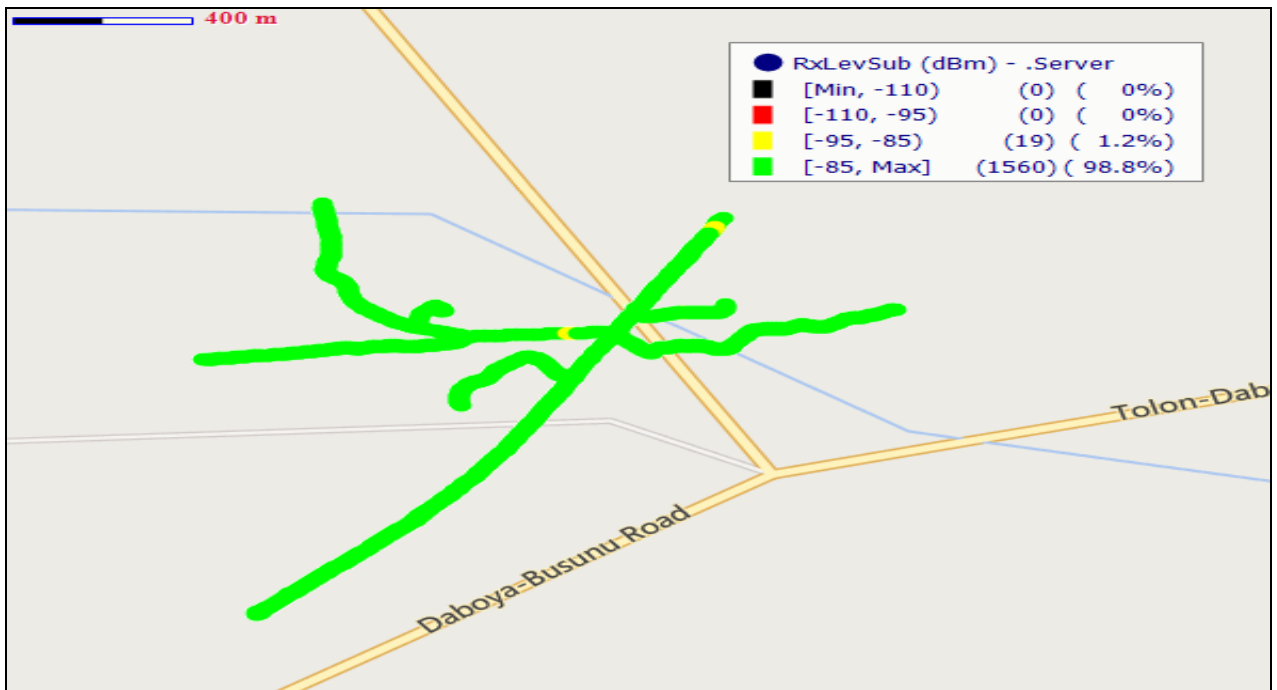 400 m
RxLevSub (dBm) - .Server
[Min, -110) (0) ( 0%)
[-110, -95) (0) ( 0%)
[-95, -85) (19) ( 1.2%)
[-85, Max] (1560) ( 98.8%)
Tolon-Dab
Daboya-Busunu Road